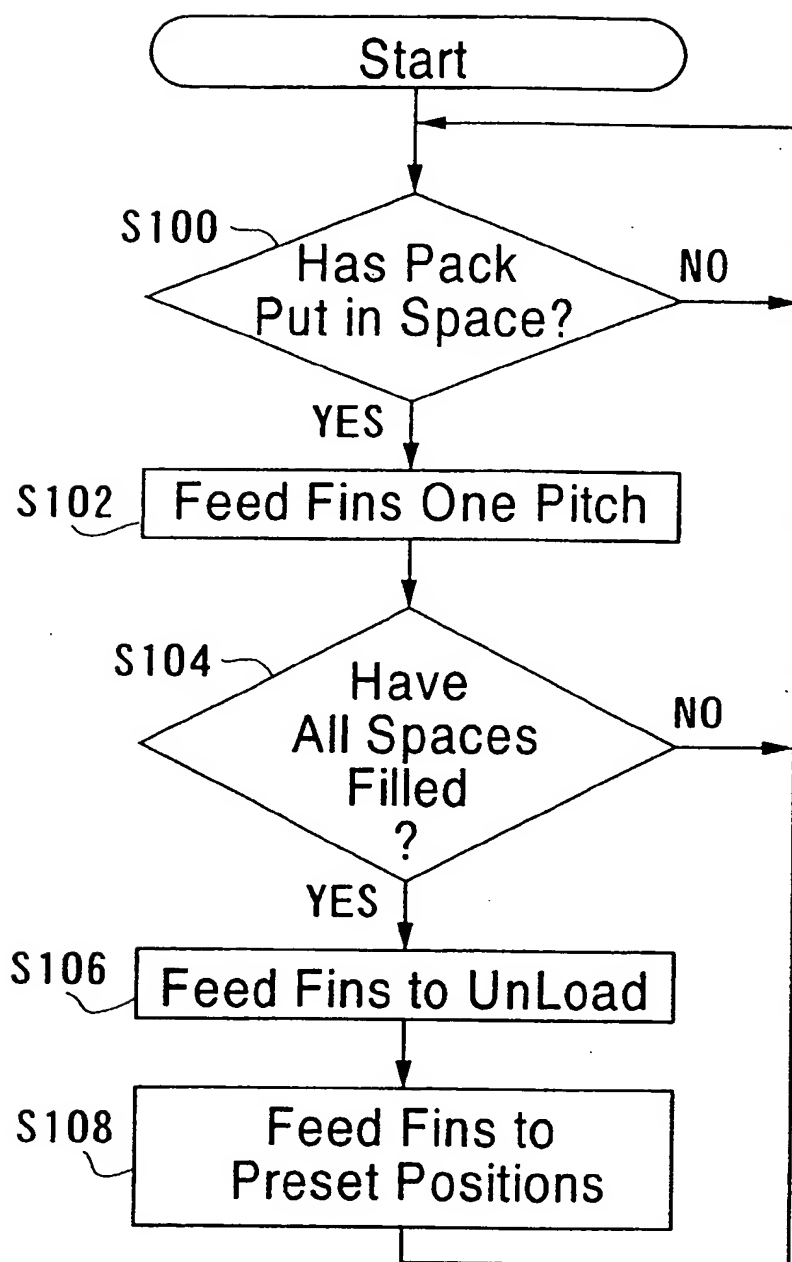 Start
S100
Has Pack
Put in Space?
NO
YES
S102
Feed Fins One Pitch
S104
Have
All Spaces
Filled
?
NO
YES
S106
Feed Fins to UnLoad
S108
Feed Fins to
Preset Positions